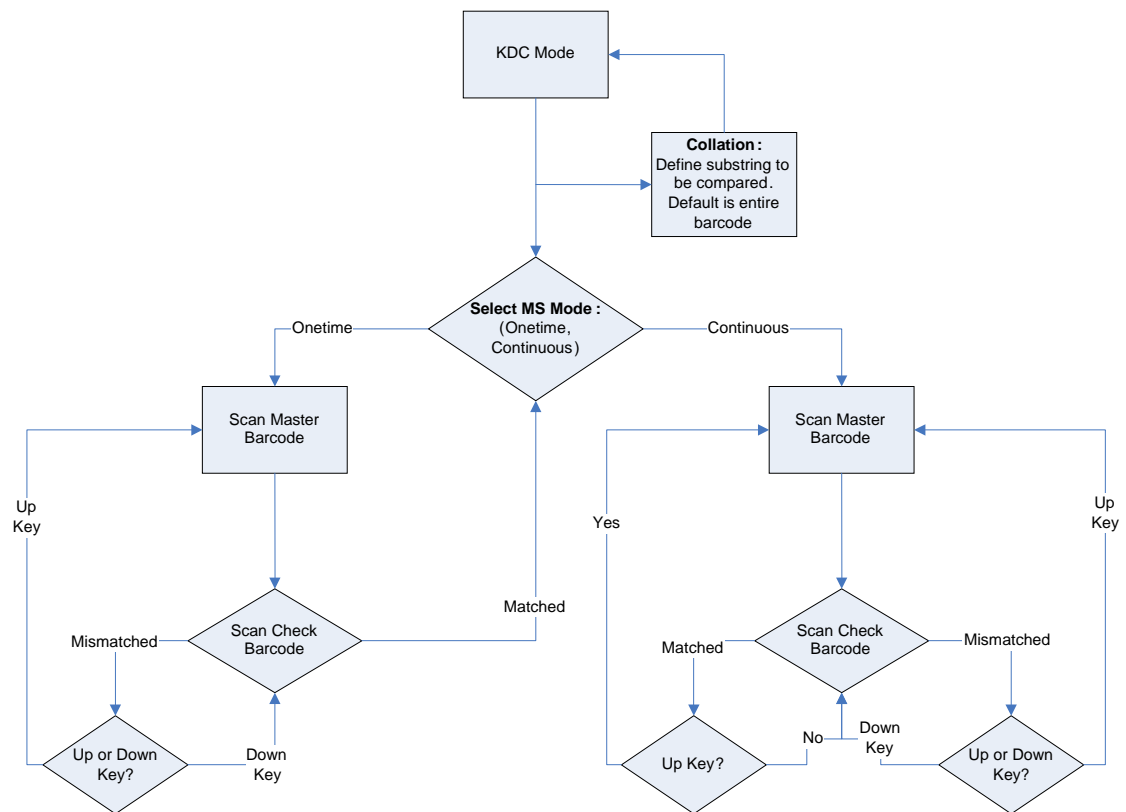 KDC Mode
Collation :
Define substring to
be compared.
Default is entire
barcode
Select MS Mode :
(Onetime,
Continuous)
Onetime
Continuous
Scan Master
Barcode
Scan Master
Barcode
Up
Key
Yes
Up
Key
Matched
Scan Check
Barcode
Mismatched
Scan Check
Barcode
Matched
Mismatched
Up or Down
Key?
Down
Key
Up Key?
No
Down
Key
Up or Down
Key?